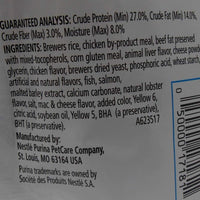 GUARANTEED ANALYSIS: Crude Protein (Min) 27.0%, Crude Fat (Min) 14.0%,
Crude Fiber (Max) 3.0%, Moisture (Max) 8.0%
INGREDIENTS: Brewers rice, chicken by-product meal, beef fat preserved
with mixed-tocopherols, corn gluten meal, animal liver flavor, cheese powder,
glycerin, chicken flavor, brewers dried yeast, phosphoric acid, wheat starch,
artificial and natural flavors, fish, salmon,
malted barley extract, calcium carbonate, natural lobster
flavor, salt, mac & cheese flavor, added color, Yellow 6,
citric acid, soybean oil, Yellow 5, BHA (a preservative),
BHT (a preservative). A623517
Manufactured by:
Nestlé Purina PetCare Company,
St. Louis, MO 63164 USA
Purina trademarks are owned by
Société des Produits Nestlé S.A.
0 50000 57781